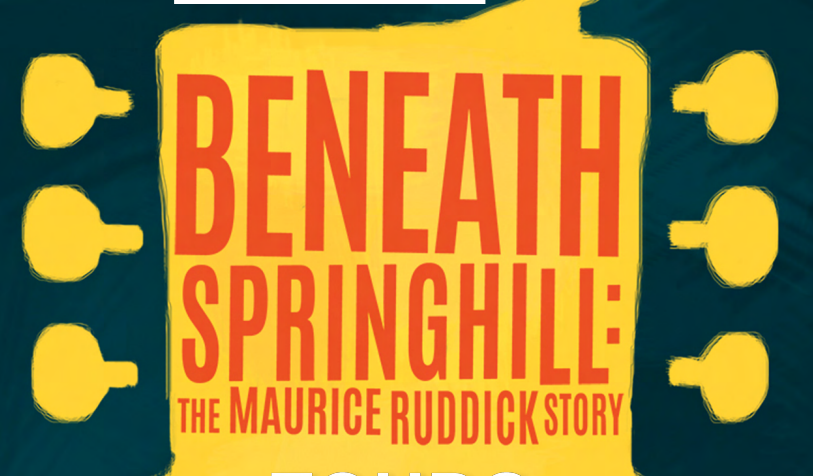 BENEATH
SPRINGHILL:
THE MAURICE RUDDICK STORY